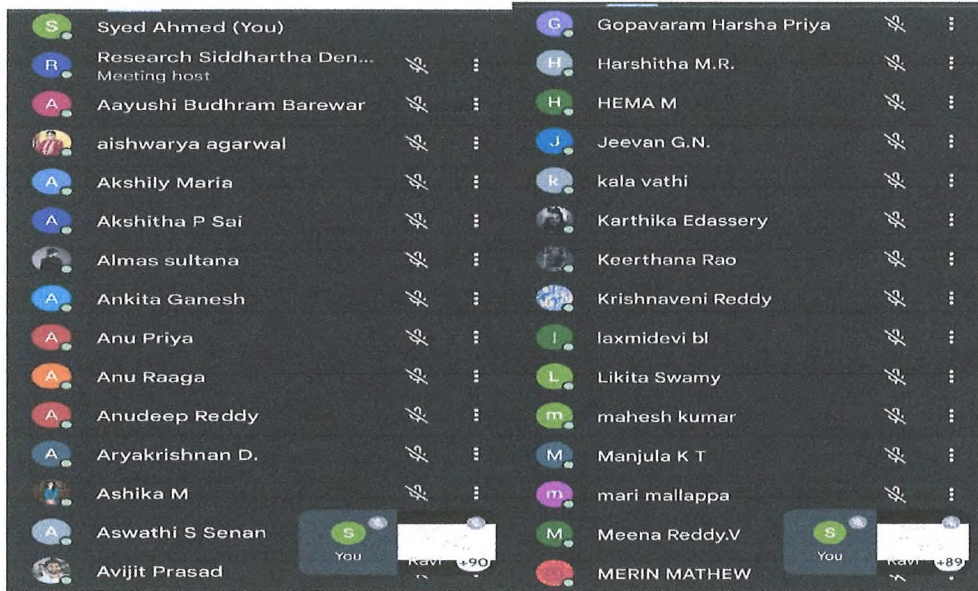 S Syed Ahmed (You)
R Research Siddhartha Den...
Meeting host
A Aayushi Budhram Barewar
aishwarya agarwal
A Akshily Maria
A Akshitha P Sai
Almas sultana
A Ankita Ganesh
A Anu Priya
A Anu Raaga
A Anudeep Reddy
A Aryakrishnan D.
Ashika M
A Aswathi S Senan
Avijit Prasad
S
You
Ravi +90
G Gopavaram Harsha Priya
H Harshitha M.R.
H HEMA M
J Jeevan G.N.
k kala vathi
Karthika Edassery
Keerthana Rao
Krishnaveni Reddy
l laxmidevi bl
L Likita Swamy
m mahesh kumar
M Manjula K T
m mari mallappa
M Meena Reddy.V
MERIN MATHEW
S
You
Ravi +89